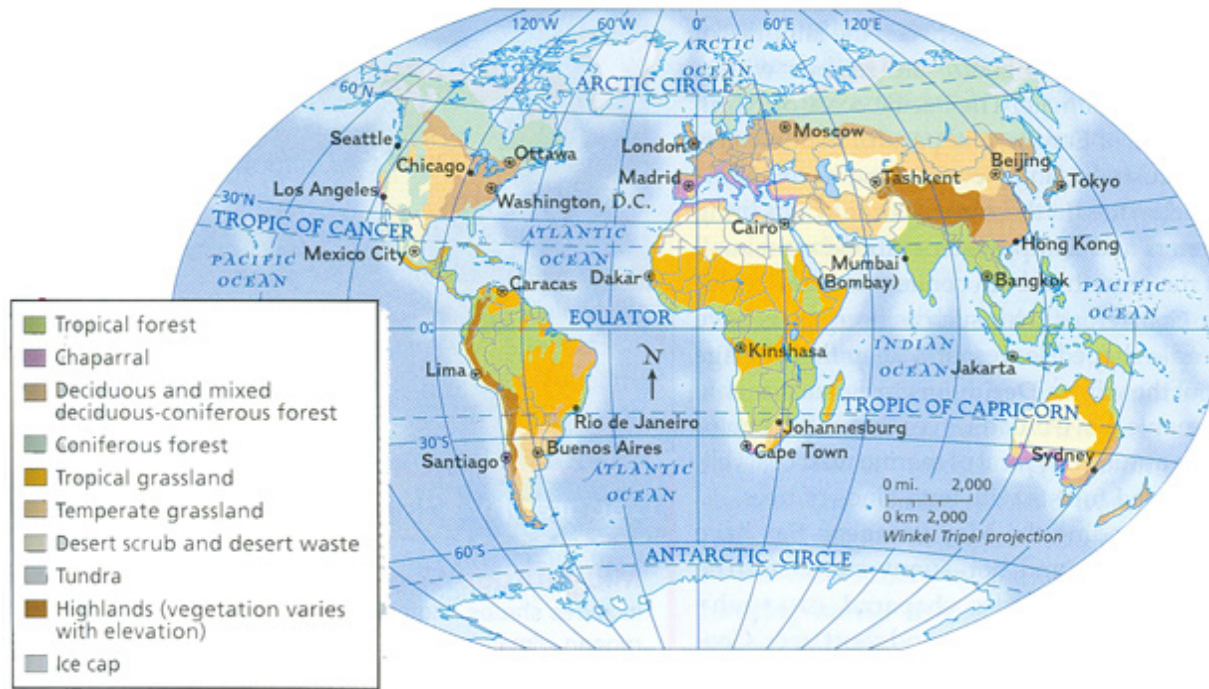 120°W 60°W 0° 60°E 120°E
ARCTIC
OCEAN
ARCTIC CIRCLE
60°N
Seattle
London
Moscow
Chicago
Ottawa
Beijing
Madrid
Tashkent
Tokyo
Los Angeles
Washington, D.C.
30°N
TROPIC OF CANCER
Cairo
Hong Kong
Mexico City
ATLANTIC
OCEAN
PACIFIC
OCEAN
Dakar
Mumbai
(Bombay)
Bangkok
PACIFIC
OCEAN
Caracas
0°
EQUATOR
N
Kinshasa
INDIAN
OCEAN
Jakarta
Lima
TROPIC OF CAPRICORN
Rio de Janeiro
Johannesburg
30°S
Buenos Aires
Cape Town
Santiago
Sydney
ATLANTIC
OCEAN
0 mi. 2,000
0 km 2,000
Winkel Tripel projection
60°S
ANTARCTIC CIRCLE
Tropical forest
Chaparral
Deciduous and mixed
deciduous-coniferous forest
Coniferous forest
Tropical grassland
Temperate grassland
Desert scrub and desert waste
Tundra
Highlands (vegetation varies
with elevation)
Ice cap